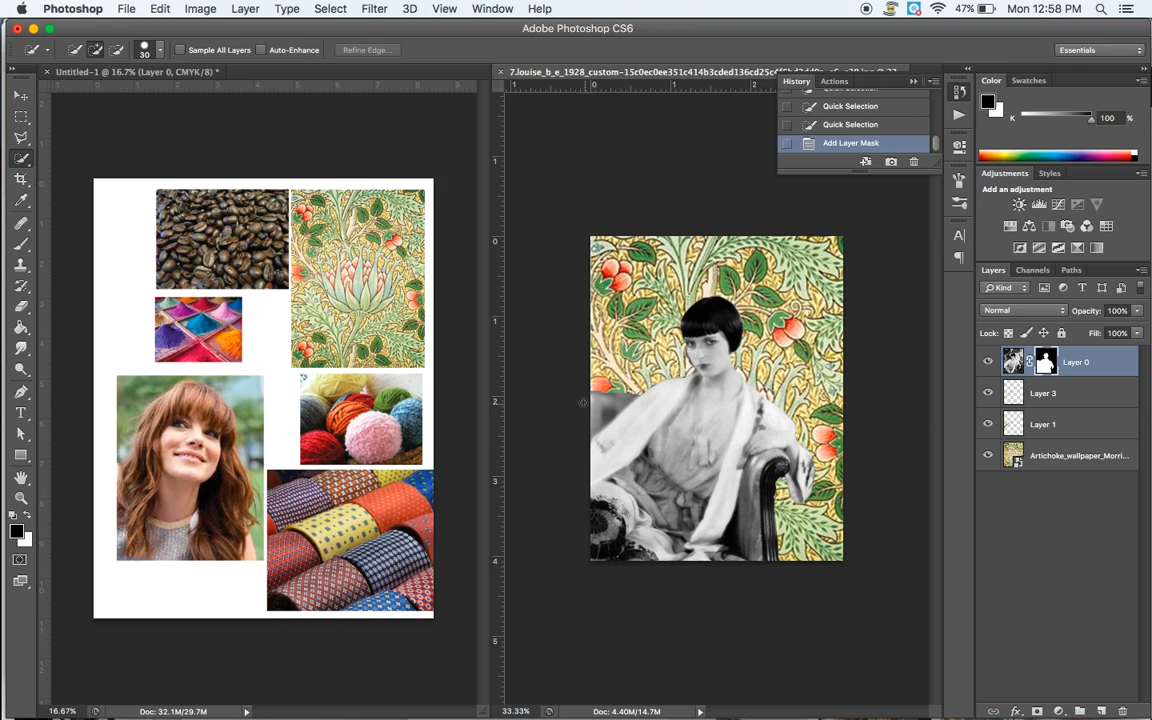 Photoshop File Edit Image Layer Type Select Filter 3D View Window Help 47% Mon 12:58 PM
Adobe Photoshop CS6
30 Sample All Layers Auto-Enhance Refine Edge... Essentials
Untitled-1 @ 16.7% (Layer 0, CMYK/8) *
History Actions
Quick Selection
Quick Selection
Quick Selection
Add Layer Mask
Color Swatches
K 100 %
Adjustments Styles
Add an adjustment
Layers Channels Paths
Kind
Normal Opacity: 100%
Lock: Fill: 100%
Layer 0
Layer 3
Layer 1
Artichoke_wallpaper_Morri...
16.67% Doc: 32.1M/29.7M
33.33% Doc: 4.40M/14.7M